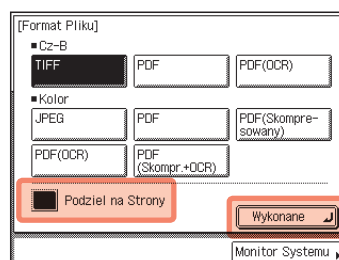 [Format Pliku]
■Cz-B
TIFF PDF PDF(OCR)
■Kolor
JPEG PDF PDF(Skompre-
sowany)
PDF(OCR) PDF
(Skompr.+OCR)
Podziel na Strony
Wykonane
Monitor Systemu